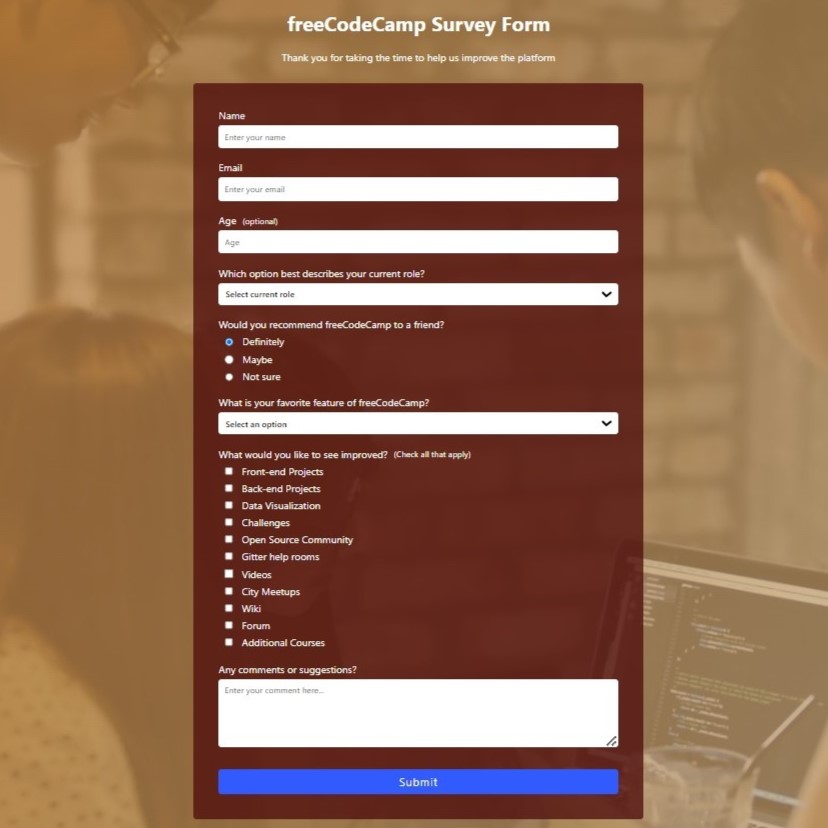 freeCodeCamp Survey Form
Thank you for taking the time to help us improve the platform
Name
Enter your name
Email
Enter your email
Age (optional)
Age
Which option best describes your current role?
Select current role
Would you recommend freeCodeCamp to a friend?
Definitely
Maybe
Not sure
What is your favorite feature of freeCodeCamp?
Select an option
What would you like to see improved? (Check all that apply)
Front-end Projects
Back-end Projects
Data Visualization
Challenges
Open Source Community
Gitter help rooms
Videos
City Meetups
Wiki
Forum
Additional Courses
Any comments or suggestions?
Enter your comment here...
Submit